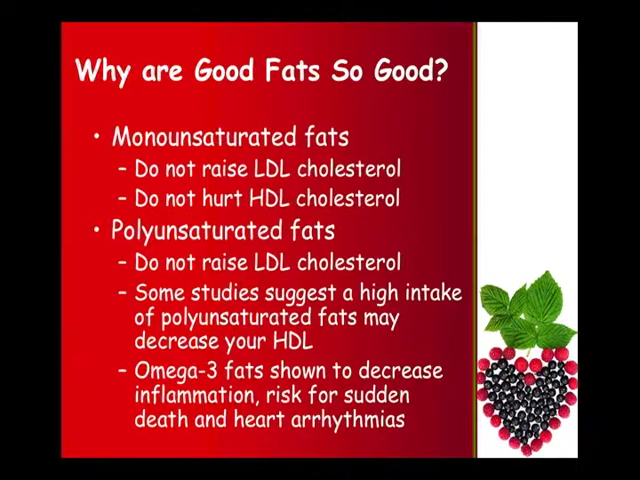 Why are Good Fats So Good?
• Monounsaturated fats
– Do not raise LDL cholesterol
– Do not hurt HDL cholesterol
• Polyunsaturated fats
– Do not raise LDL cholesterol
– Some studies suggest a high intake
of polyunsaturated fats may
decrease your HDL
– Omega-3 fats shown to decrease
inflammation, risk for sudden
death and heart arrhythmias